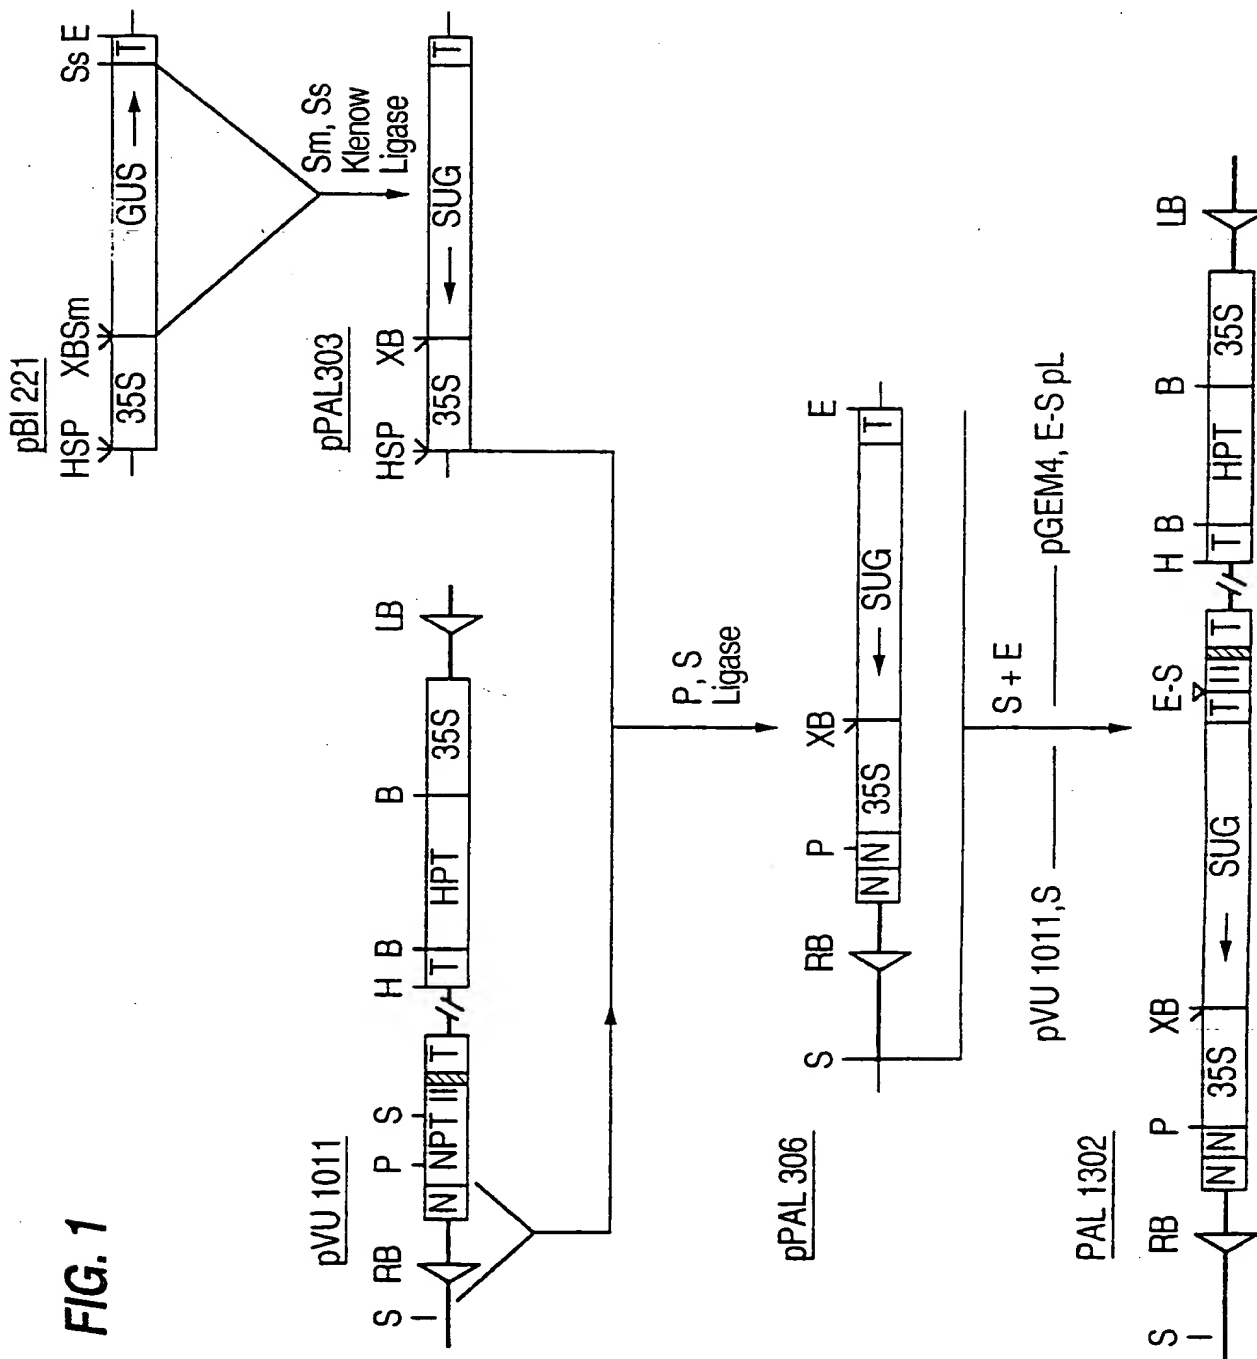 FIG. 1
pBI 221
HSP XBSm Ss E
35S GUS T
Sm, Ss
Klenow
Ligase
pPAL303
HSP XB
35S SUG T
pVU 1011
S RB P S H B B LB
N NPT II T T HPT 35S
P, S
Ligase
pPAL 306
S RB P XB E
N N 35S SUG T
S + E
pVU 1011,S pGEM4, E-S pL
PAL 1302
S RB P XB E-S H B B LB
N N 35S SUG T II T T HPT 35S